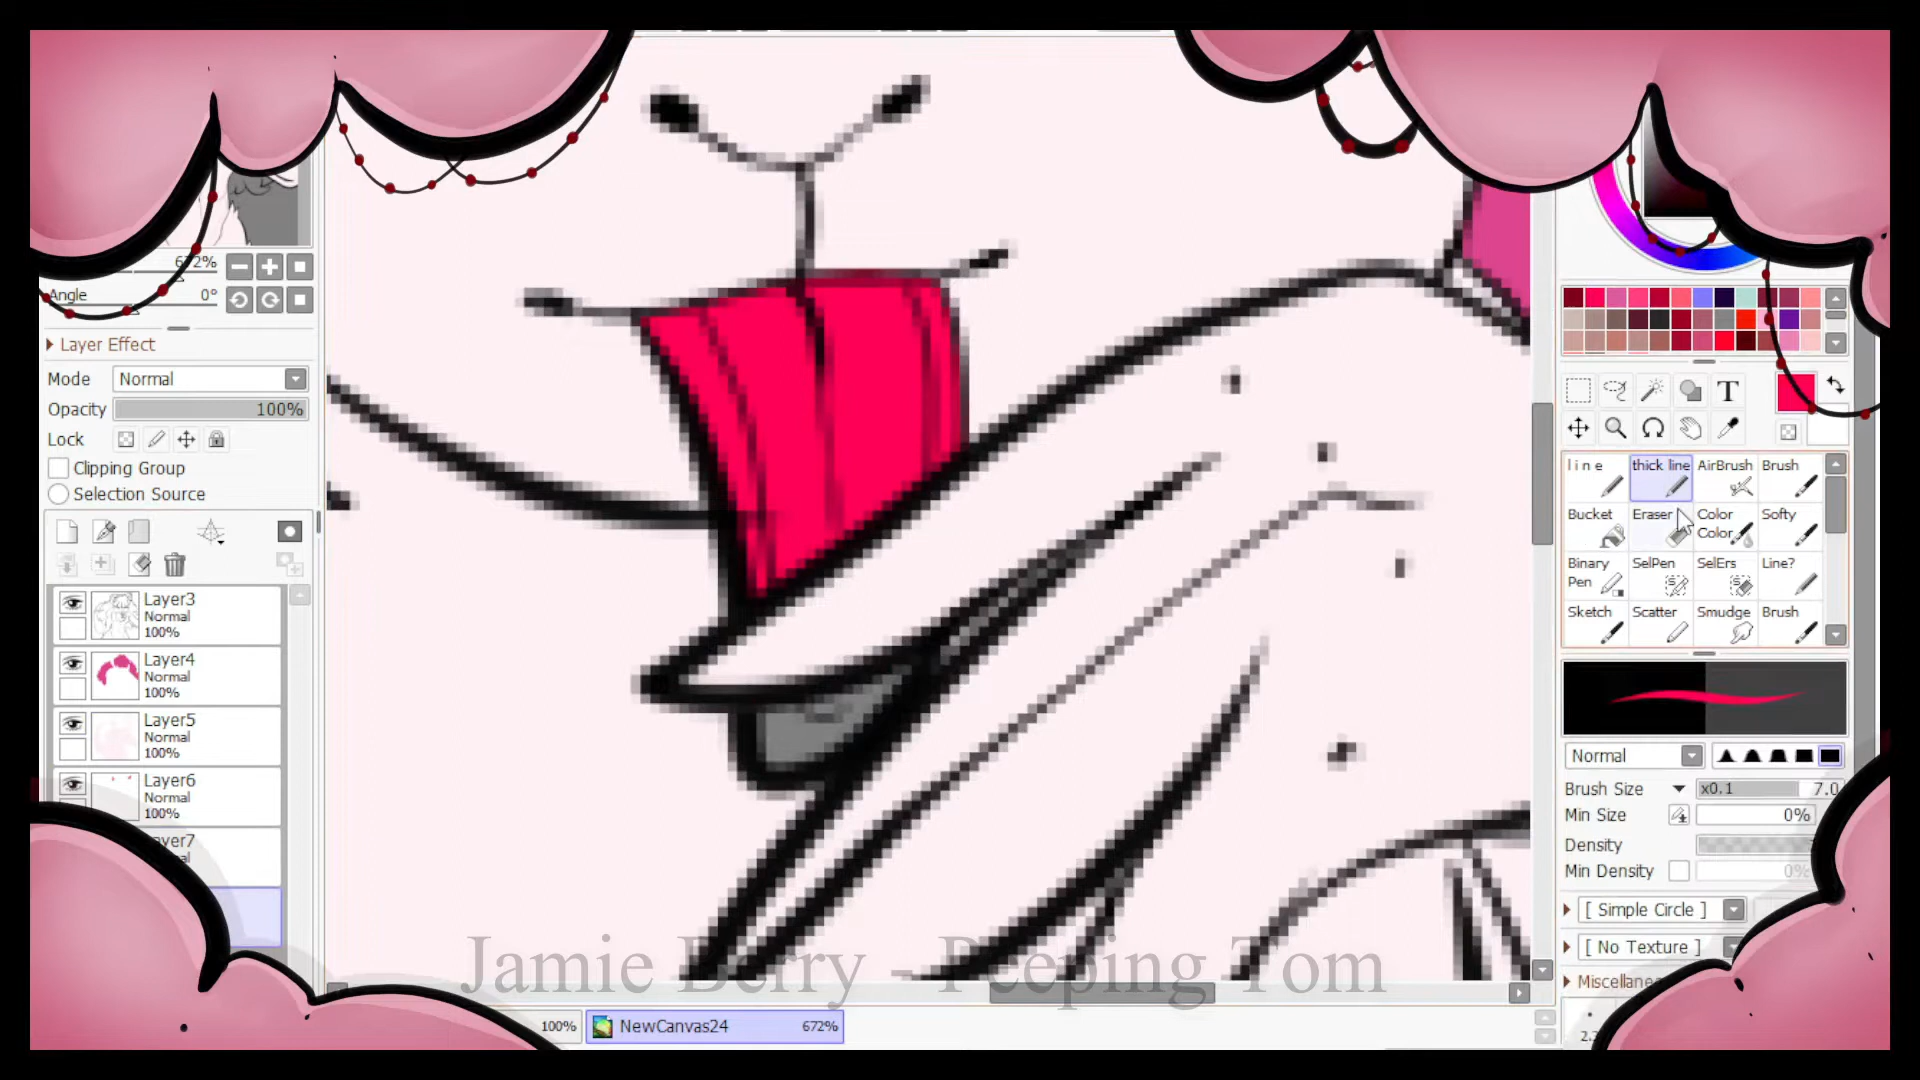 672%
Angle 0°
Layer Effect
Mode Normal
Opacity 100%
Lock
Clipping Group
Selection Source
Layer3
Normal
100%
Layer4
Normal
100%
Layer5
Normal
100%
Layer6
Normal
100%
100%
NewCanvas24 672%
Jamie Berry - Peeping Tom
T
line thick line AirBrush Brush
Bucket Eraser Color Color Softy
Binary Pen SelPen SelErs Line?
Sketch Scatter Smudge Brush
Normal
Brush Size x0.1 7.0
Min Size 0%
Density
Min Density 0%
[ Simple Circle ]
[ No Texture ]